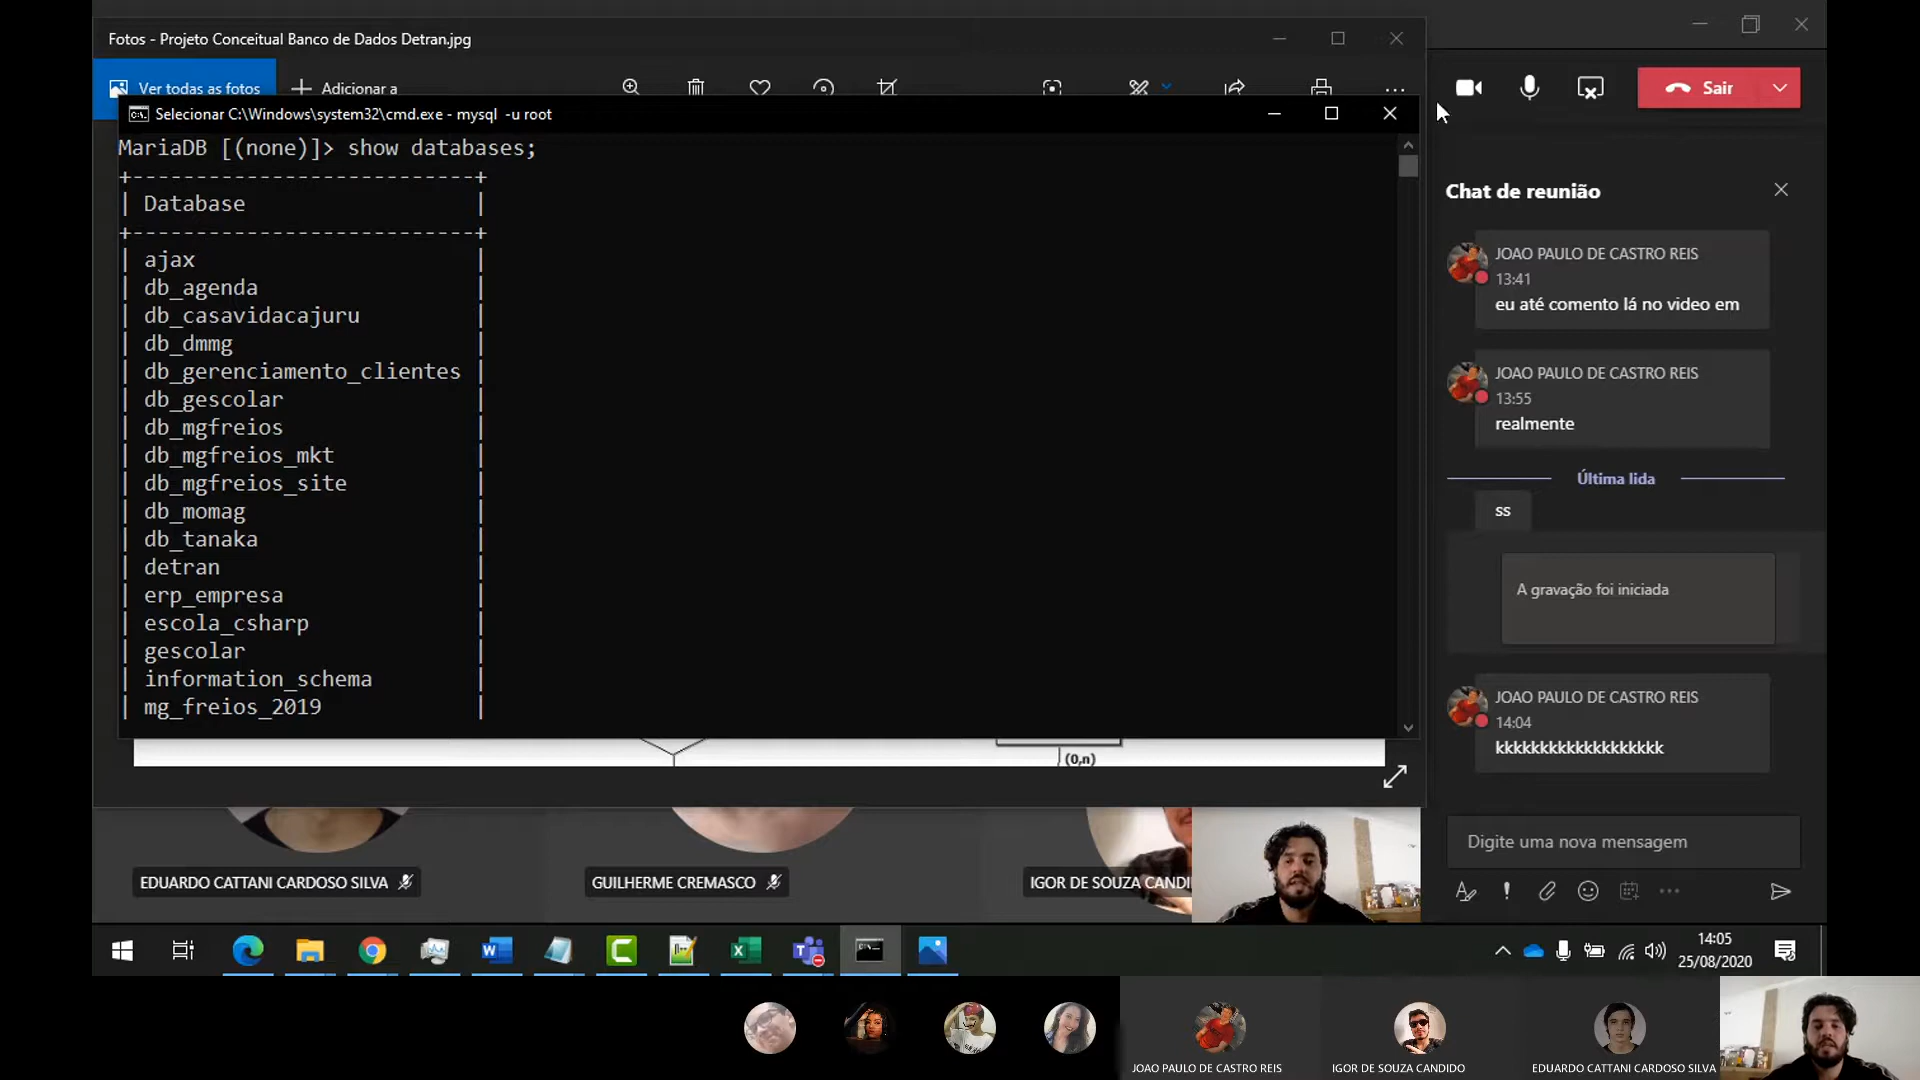 Fotos - Projeto Conceitual Banco de Dados Detran.jpg
Ver todas as fotos
Adicionar a
Sair
Selecionar C:\Windows\system32\cmd.exe - mysql -u root
MariaDB [(none)]> show databases;
+---------------------------+
| Database |
+---------------------------+
| ajax |
| db_agenda |
| db_casavidacajuru |
| db_dmmg |
| db_gerenciamento_clientes |
| db_gescolar |
| db_mgfreios |
| db_mgfreios_mkt |
| db_mgfreios_site |
| db_momag |
| db_tanaka |
| detran |
| erp_empresa |
| escola_csharp |
| gescolar |
| information_schema |
| mg_freios_2019 |
(0,n)
Chat de reunião
JOAO PAULO DE CASTRO REIS
13:41
eu até comento lá no video em
JOAO PAULO DE CASTRO REIS
13:55
realmente
Última lida
ss
A gravação foi iniciada
JOAO PAULO DE CASTRO REIS
14:04
kkkkkkkkkkkkkkkkkkk
Digite uma nova mensagem
EDUARDO CATTANI CARDOSO SILVA
GUILHERME CREMASCO
IGOR DE SOUZA CANDI
14:05
25/08/2020
JOAO PAULO DE CASTRO REIS
IGOR DE SOUZA CANDIDO
EDUARDO CATTANI CARDOSO SILVA